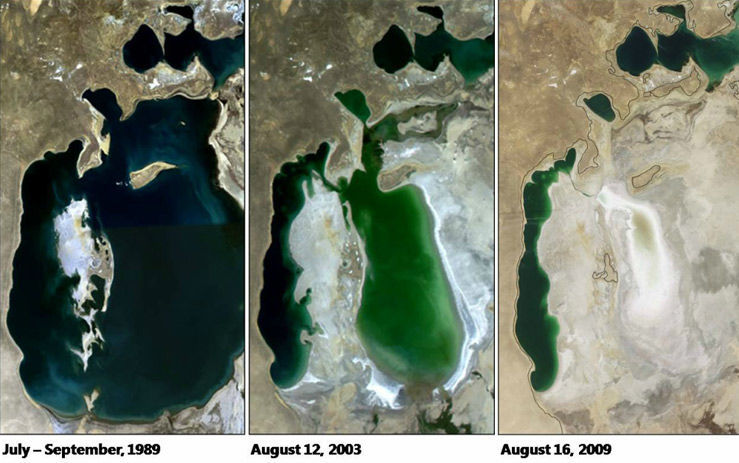 July – September, 1989
August 12, 2003
August 16, 2009